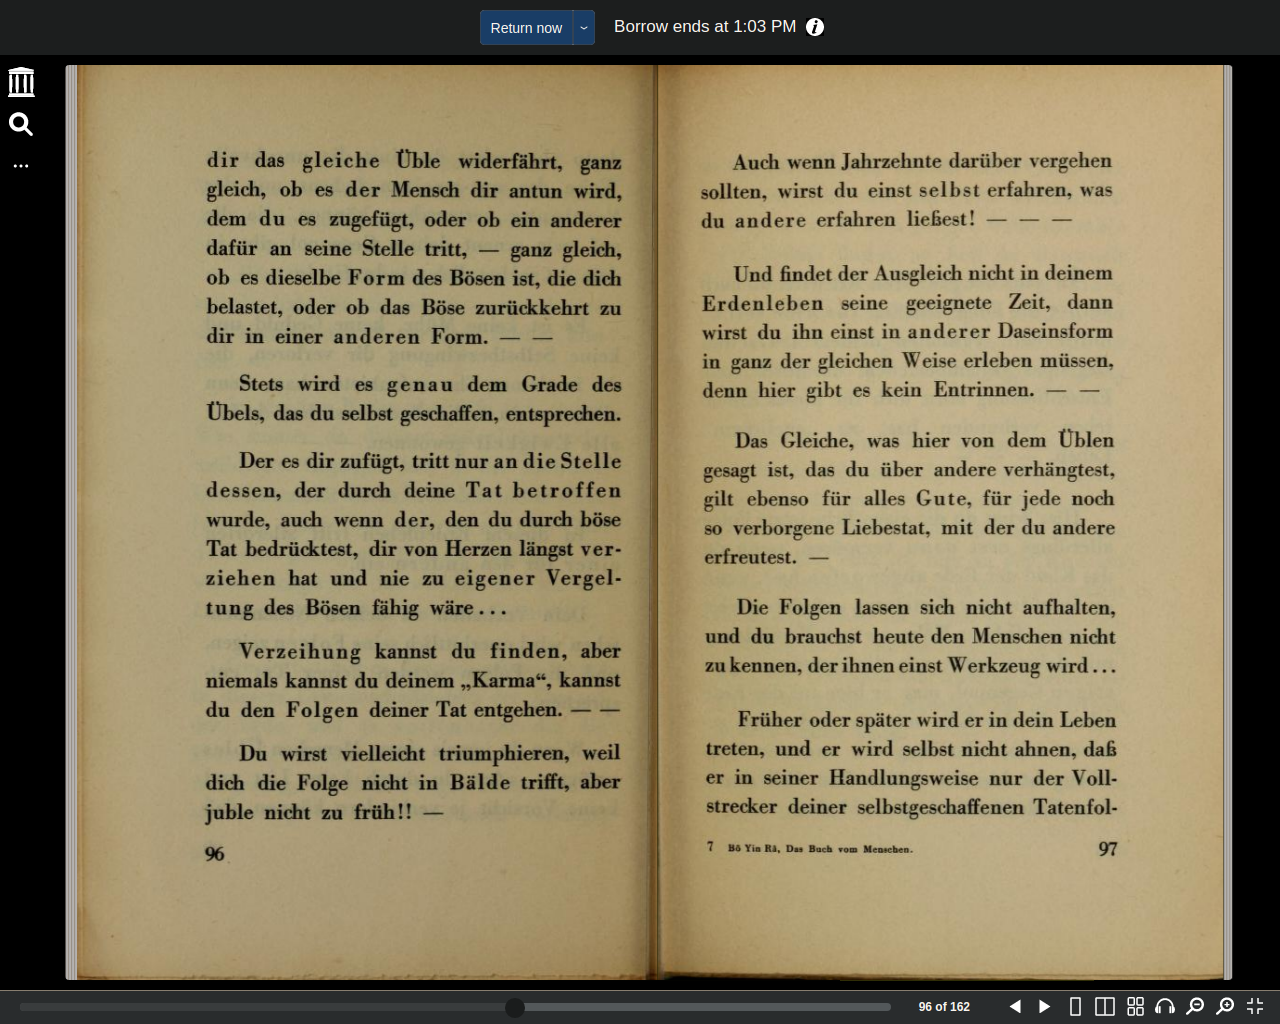 Return now
Borrow ends at 1:03 PM
dir das gleiche Üble widerfährt, ganz
gleich, ob es der Mensch dir antun wird,
dem du es zugefügt, oder ob ein anderer
dafür an seine Stelle tritt, — ganz gleich,
ob es dieselbe Form des Bösen ist, die dich
belastet, oder ob das Böse zurückkehrt zu
dir in einer anderen Form. — —
Stets wird es genau dem Grade des
Übels, das du selbst geschaffen, entsprechen.
Der es dir zufügt, tritt nur an die Stelle
dessen, der durch deine Tat betroffen
wurde, auch wenn der, den du durch böse
Tat bedrücktest, dir von Herzen längst ver-
ziehen hat und nie zu eigener Vergel-
tung des Bösen fähig wäre...
Verzeihung kannst du finden, aber
niemals kannst du deinem „Karma“, kannst
du den Folgen deiner Tat entgehen. — —
Du wirst vielleicht triumphieren, weil
dich die Folge nicht in Bälde trifft, aber
juble nicht zu früh!! —
96
Auch wenn Jahrzehnte darüber vergehen
sollten, wirst du einst selbst erfahren, was
du andere erfahren ließest! — — —
Und findet der Ausgleich nicht in deinem
Erdenleben seine geeignete Zeit, dann
wirst du ihn einst in anderer Daseinsform
in ganz der gleichen Weise erleben müssen,
denn hier gibt es kein Entrinnen. — —
Das Gleiche, was hier von dem Üblen
gesagt ist, das du über andere verhängtest,
gilt ebenso für alles Gute, für jede noch
so verborgene Liebestat, mit der du andere
erfreutest. —
Die Folgen lassen sich nicht aufhalten,
und du brauchst heute den Menschen nicht
zu kennen, der ihnen einst Werkzeug wird...
Früher oder später wird er in dein Leben
treten, und er wird selbst nicht ahnen, daß
er in seiner Handlungsweise nur der Voll-
strecker deiner selbstgeschaffenen Tatenfol-
7 Bô Yin Râ, Das Buch vom Menschen.
97
96 of 162